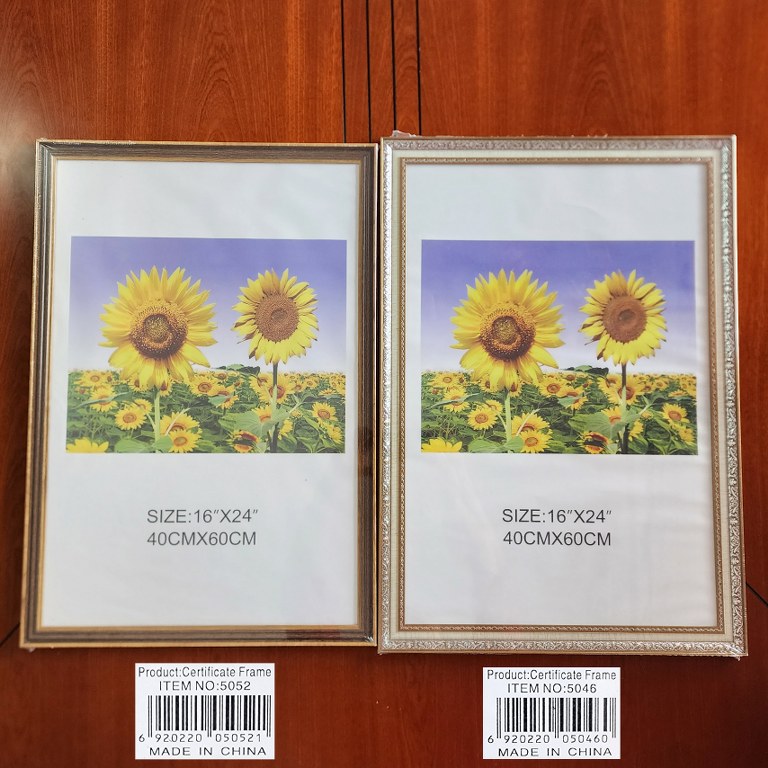 SIZE:16"X24"
40CMX60CM
SIZE:16"X24"
40CMX60CM
Product:Certificate Frame
ITEM NO:5052
6 920220 050521
MADE IN CHINA
Product:Certificate Frame
ITEM NO:5046
6 920220 050460
MADE IN CHINA